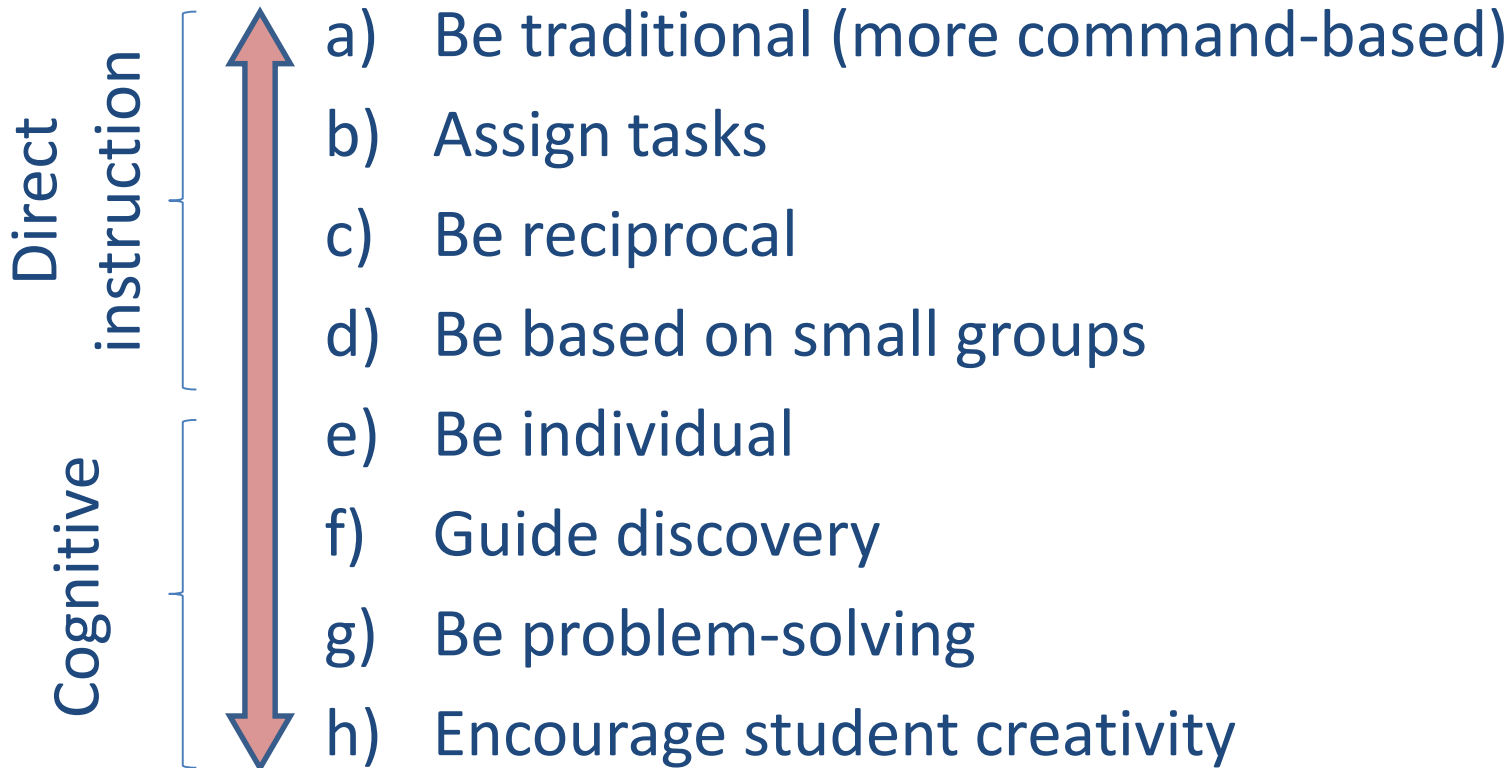 Direct
instruction
a) Be traditional (more command-based)
b) Assign tasks
c) Be reciprocal
d) Be based on small groups
Cognitive
e) Be individual
f) Guide discovery
g) Be problem-solving
h) Encourage student creativity